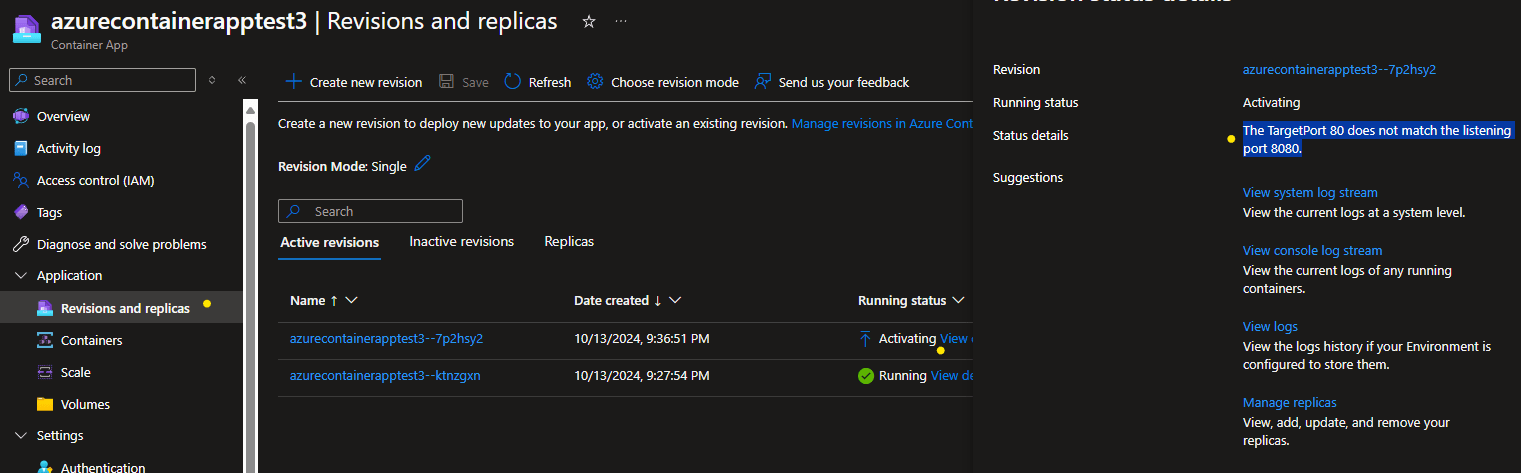 azurecontainerapptest3 | Revisions and replicas
Container App
Search
Overview
Activity log
Access control (IAM)
Tags
Diagnose and solve problems
Application
Revisions and replicas
Containers
Scale
Volumes
Settings
Authentication
Create new revision
Save
Refresh
Choose revision mode
Send us your feedback
Create a new revision to deploy new updates to your app, or activate an existing revision. Manage revisions in Azure Cont
Revision Mode: Single
Search
Active revisions
Inactive revisions
Replicas
Name ↑
Date created ↓
Running status
azurecontainerapptest3--7p2hsy2
10/13/2024, 9:36:51 PM
Activating View
azurecontainerapptest3--ktnzgxn
10/13/2024, 9:27:54 PM
Running View de
Revision
azurecontainerapptest3--7p2hsy2
Running status
Activating
Status details
The TargetPort 80 does not match the listening
port 8080.
Suggestions
View system log stream
View the current logs at a system level.
View console log stream
View the current logs of any running
containers.
View logs
View the logs history if your Environment is
configured to store them.
Manage replicas
View, add, update, and remove your
replicas.